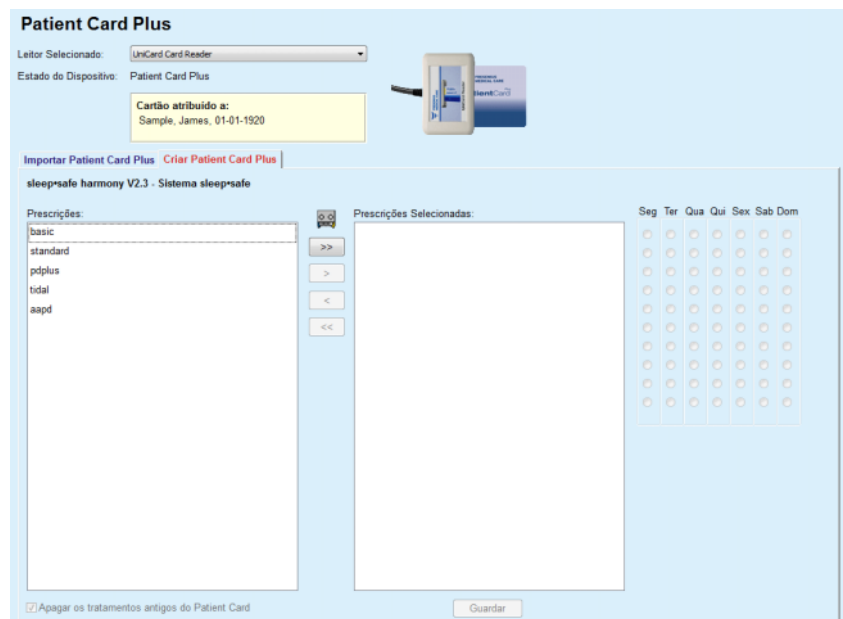 Patient Card Plus
Leitor Selecionado: UniCard Card Reader
Estado do Dispositivo: Patient Card Plus
Cartão atribuido a:
Sample, James, 01-01-1920
Importar Patient Card Plus Criar Patient Card Plus
sleep•safe harmony V2.3 - Sistema sleep•safe
Prescrições:
Prescrições Selecionadas:
Seg Ter Qua Qui Sex Sab Dom
basic
standard
pdplus
tidal
aapd
>>
>
<
<<
Apagar os tratamentos antigos do Patient Card
Guardar